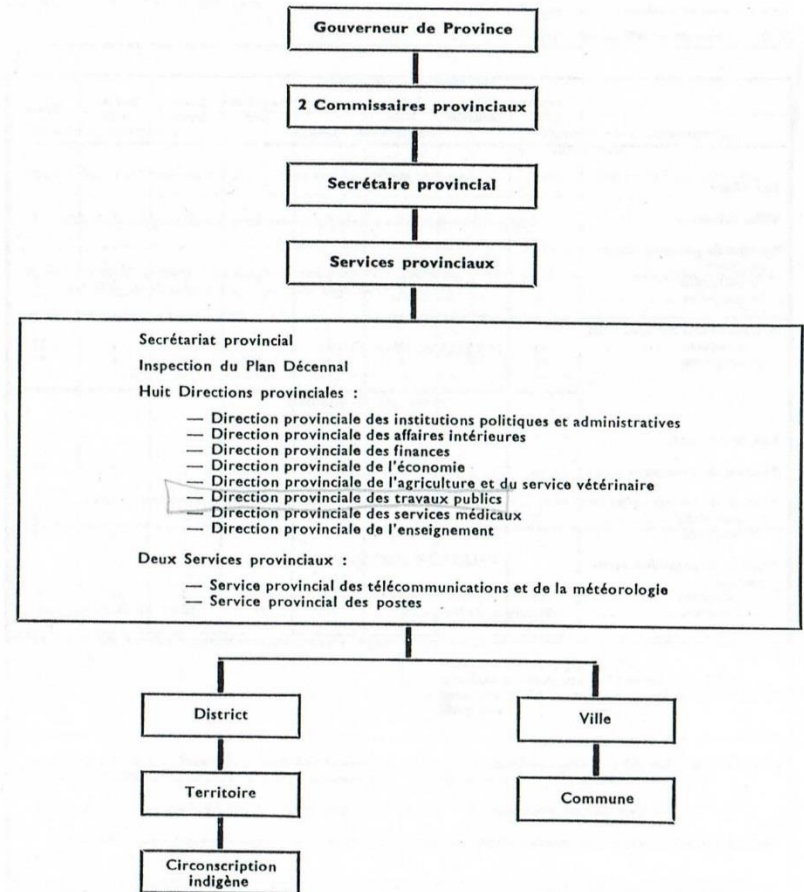 Gouverneur de Province
2 Commissaires provinciaux
Secrétaire provincial
Services provinciaux
Secrétariat provincial
Inspection du Plan Décennal
Huit Directions provinciales :
— Direction provinciale des institutions politiques et administratives
— Direction provinciale des affaires intérieures
— Direction provinciale des finances
— Direction provinciale de l'économie
— Direction provinciale de l'agriculture et du service vétérinaire
— Direction provinciale des travaux publics
— Direction provinciale des services médicaux
— Direction provinciale de l'enseignement
Deux Services provinciaux :
— Service provincial des télécommunications et de la météorologie
— Service provincial des postes
District
Ville
Territoire
Commune
Circonscription
indigène